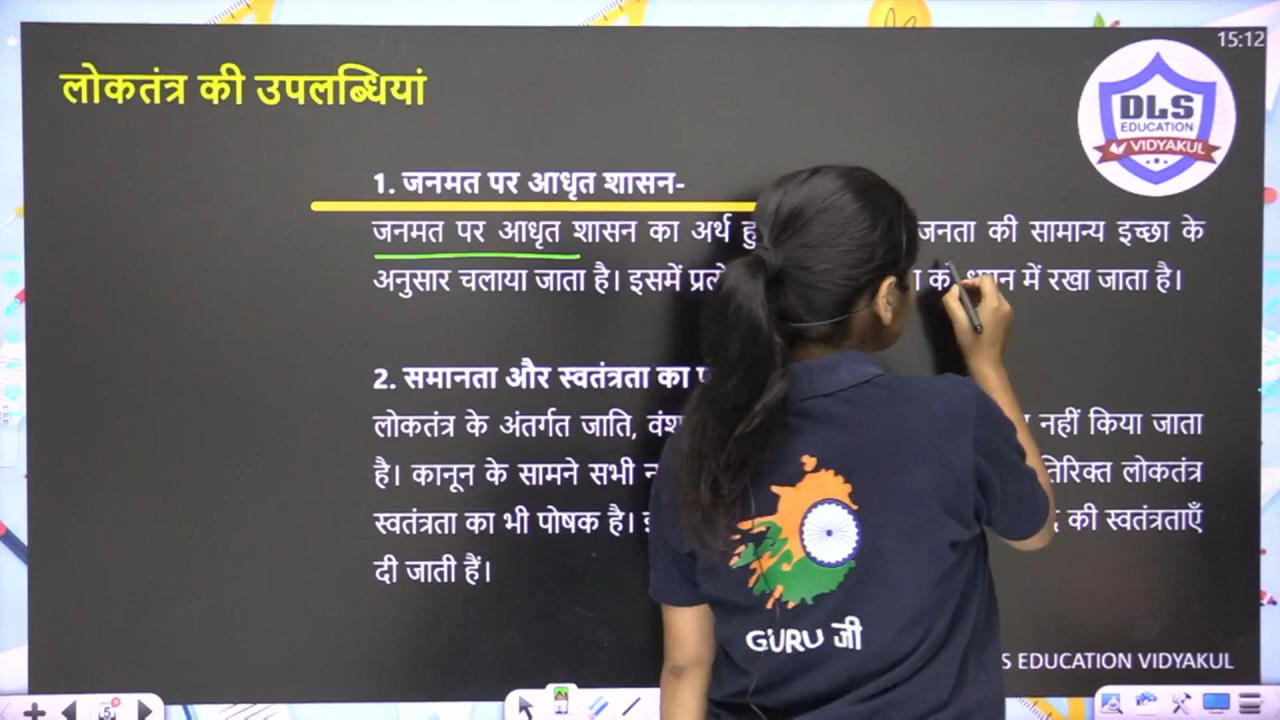 15:12
लोकतंत्र की उपलब्धियां
DLS
EDUCATION
VIDYAKUL
1. जनमत पर आधृत शासन-
जनमत पर आधृत शासन का अर्थ जनता की सामान्य इच्छा के
अनुसार चलाया जाता है। इसमें में रखा जाता है।
2. समानता और स्वतंत्रता का
लोकतंत्र के अंतर्गत जाति, नहीं किया जाता
है। कानून के सामने सभी लोकतंत्र
स्वतंत्रता का भी पोषक है। की स्वतंत्रताएँ
दी जाती हैं।
GURU जी
S EDUCATION VIDYAKUL
5